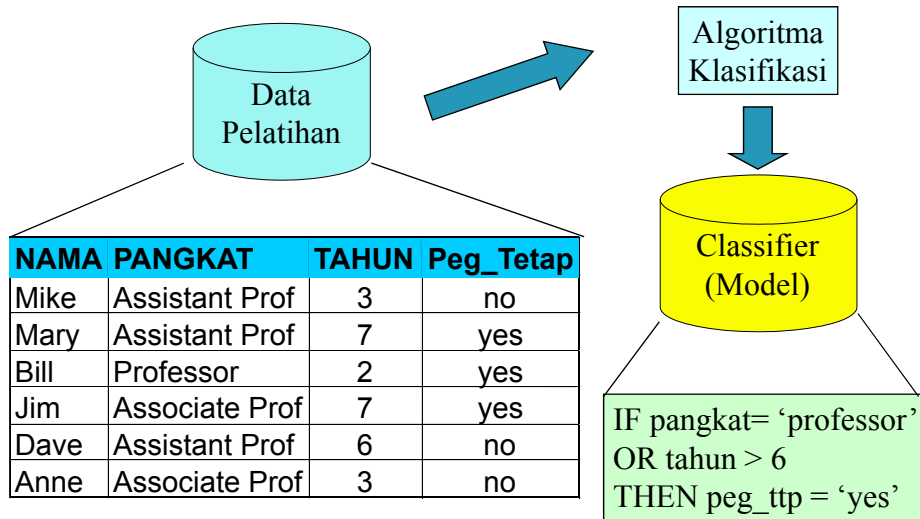 Data
Pelatihan
Algoritma
Klasifikasi
NAMA PANGKAT TAHUN Peg_Tetap
Mike Assistant Prof 3 no
Mary Assistant Prof 7 yes
Bill Professor 2 yes
Jim Associate Prof 7 yes
Dave Assistant Prof 6 no
Anne Associate Prof 3 no
Classifier
(Model)
IF pangkat= ‘professor’
OR tahun > 6
THEN peg_ttp = ‘yes’